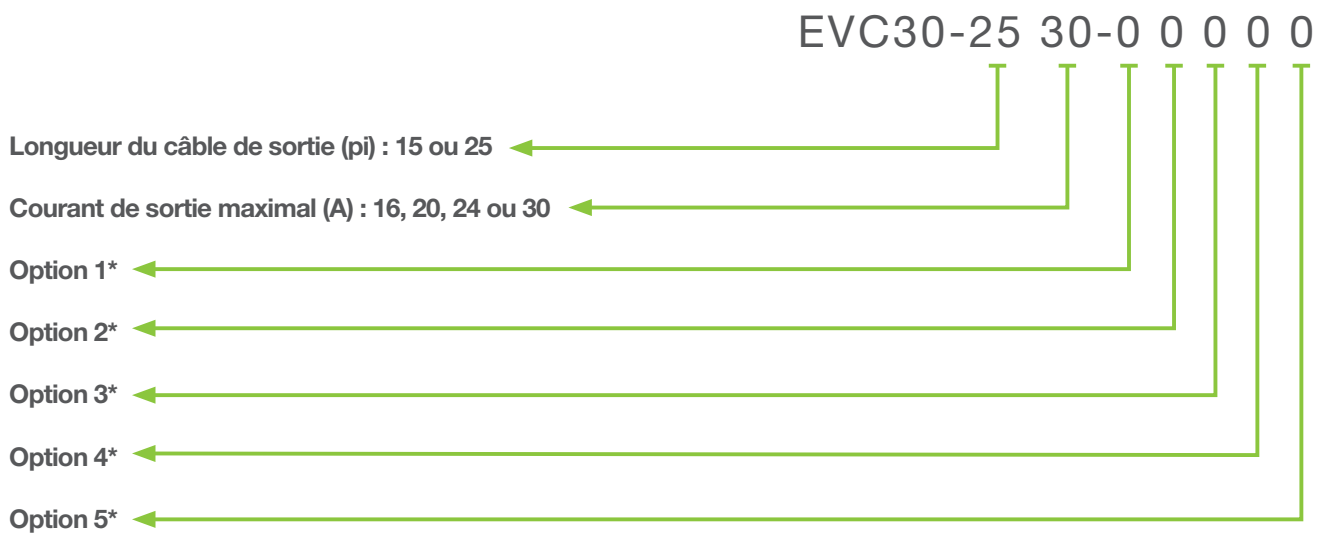 EVC30-25 30-0 0 0 0 0
Longueur du câble de sortie (pi) : 15 ou 25
Courant de sortie maximal (A) : 16, 20, 24 ou 30
Option 1*
Option 2*
Option 3*
Option 4*
Option 5*